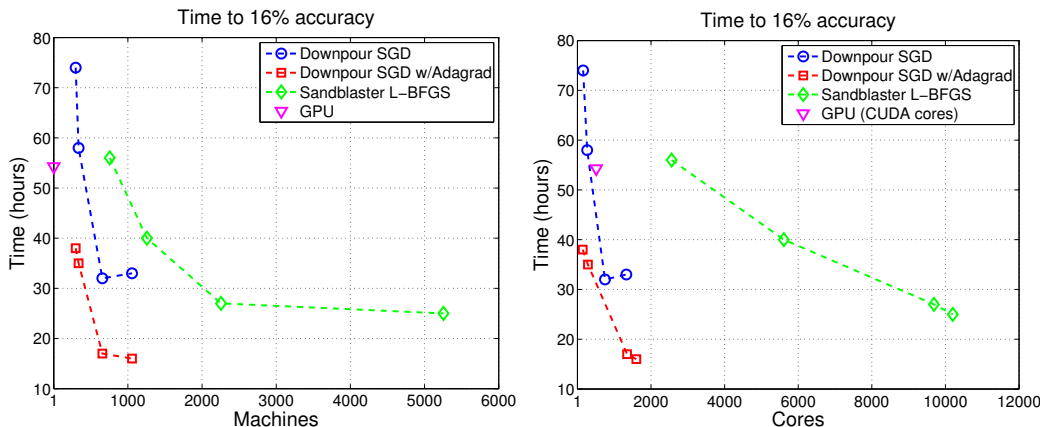 Time to 16% accuracy
80
70
60
50
40
30
20
10
Time (hours)
1
1000
2000
3000
4000
5000
6000
Machines
Downpour SGD
Downpour SGD w/Adagrad
Sandblaster L−BFGS
GPU
Time to 16% accuracy
80
70
60
50
40
30
20
10
Time (hours)
1
2000
4000
6000
8000
10000
12000
Cores
Downpour SGD
Downpour SGD w/Adagrad
Sandblaster L−BFGS
GPU (CUDA cores)